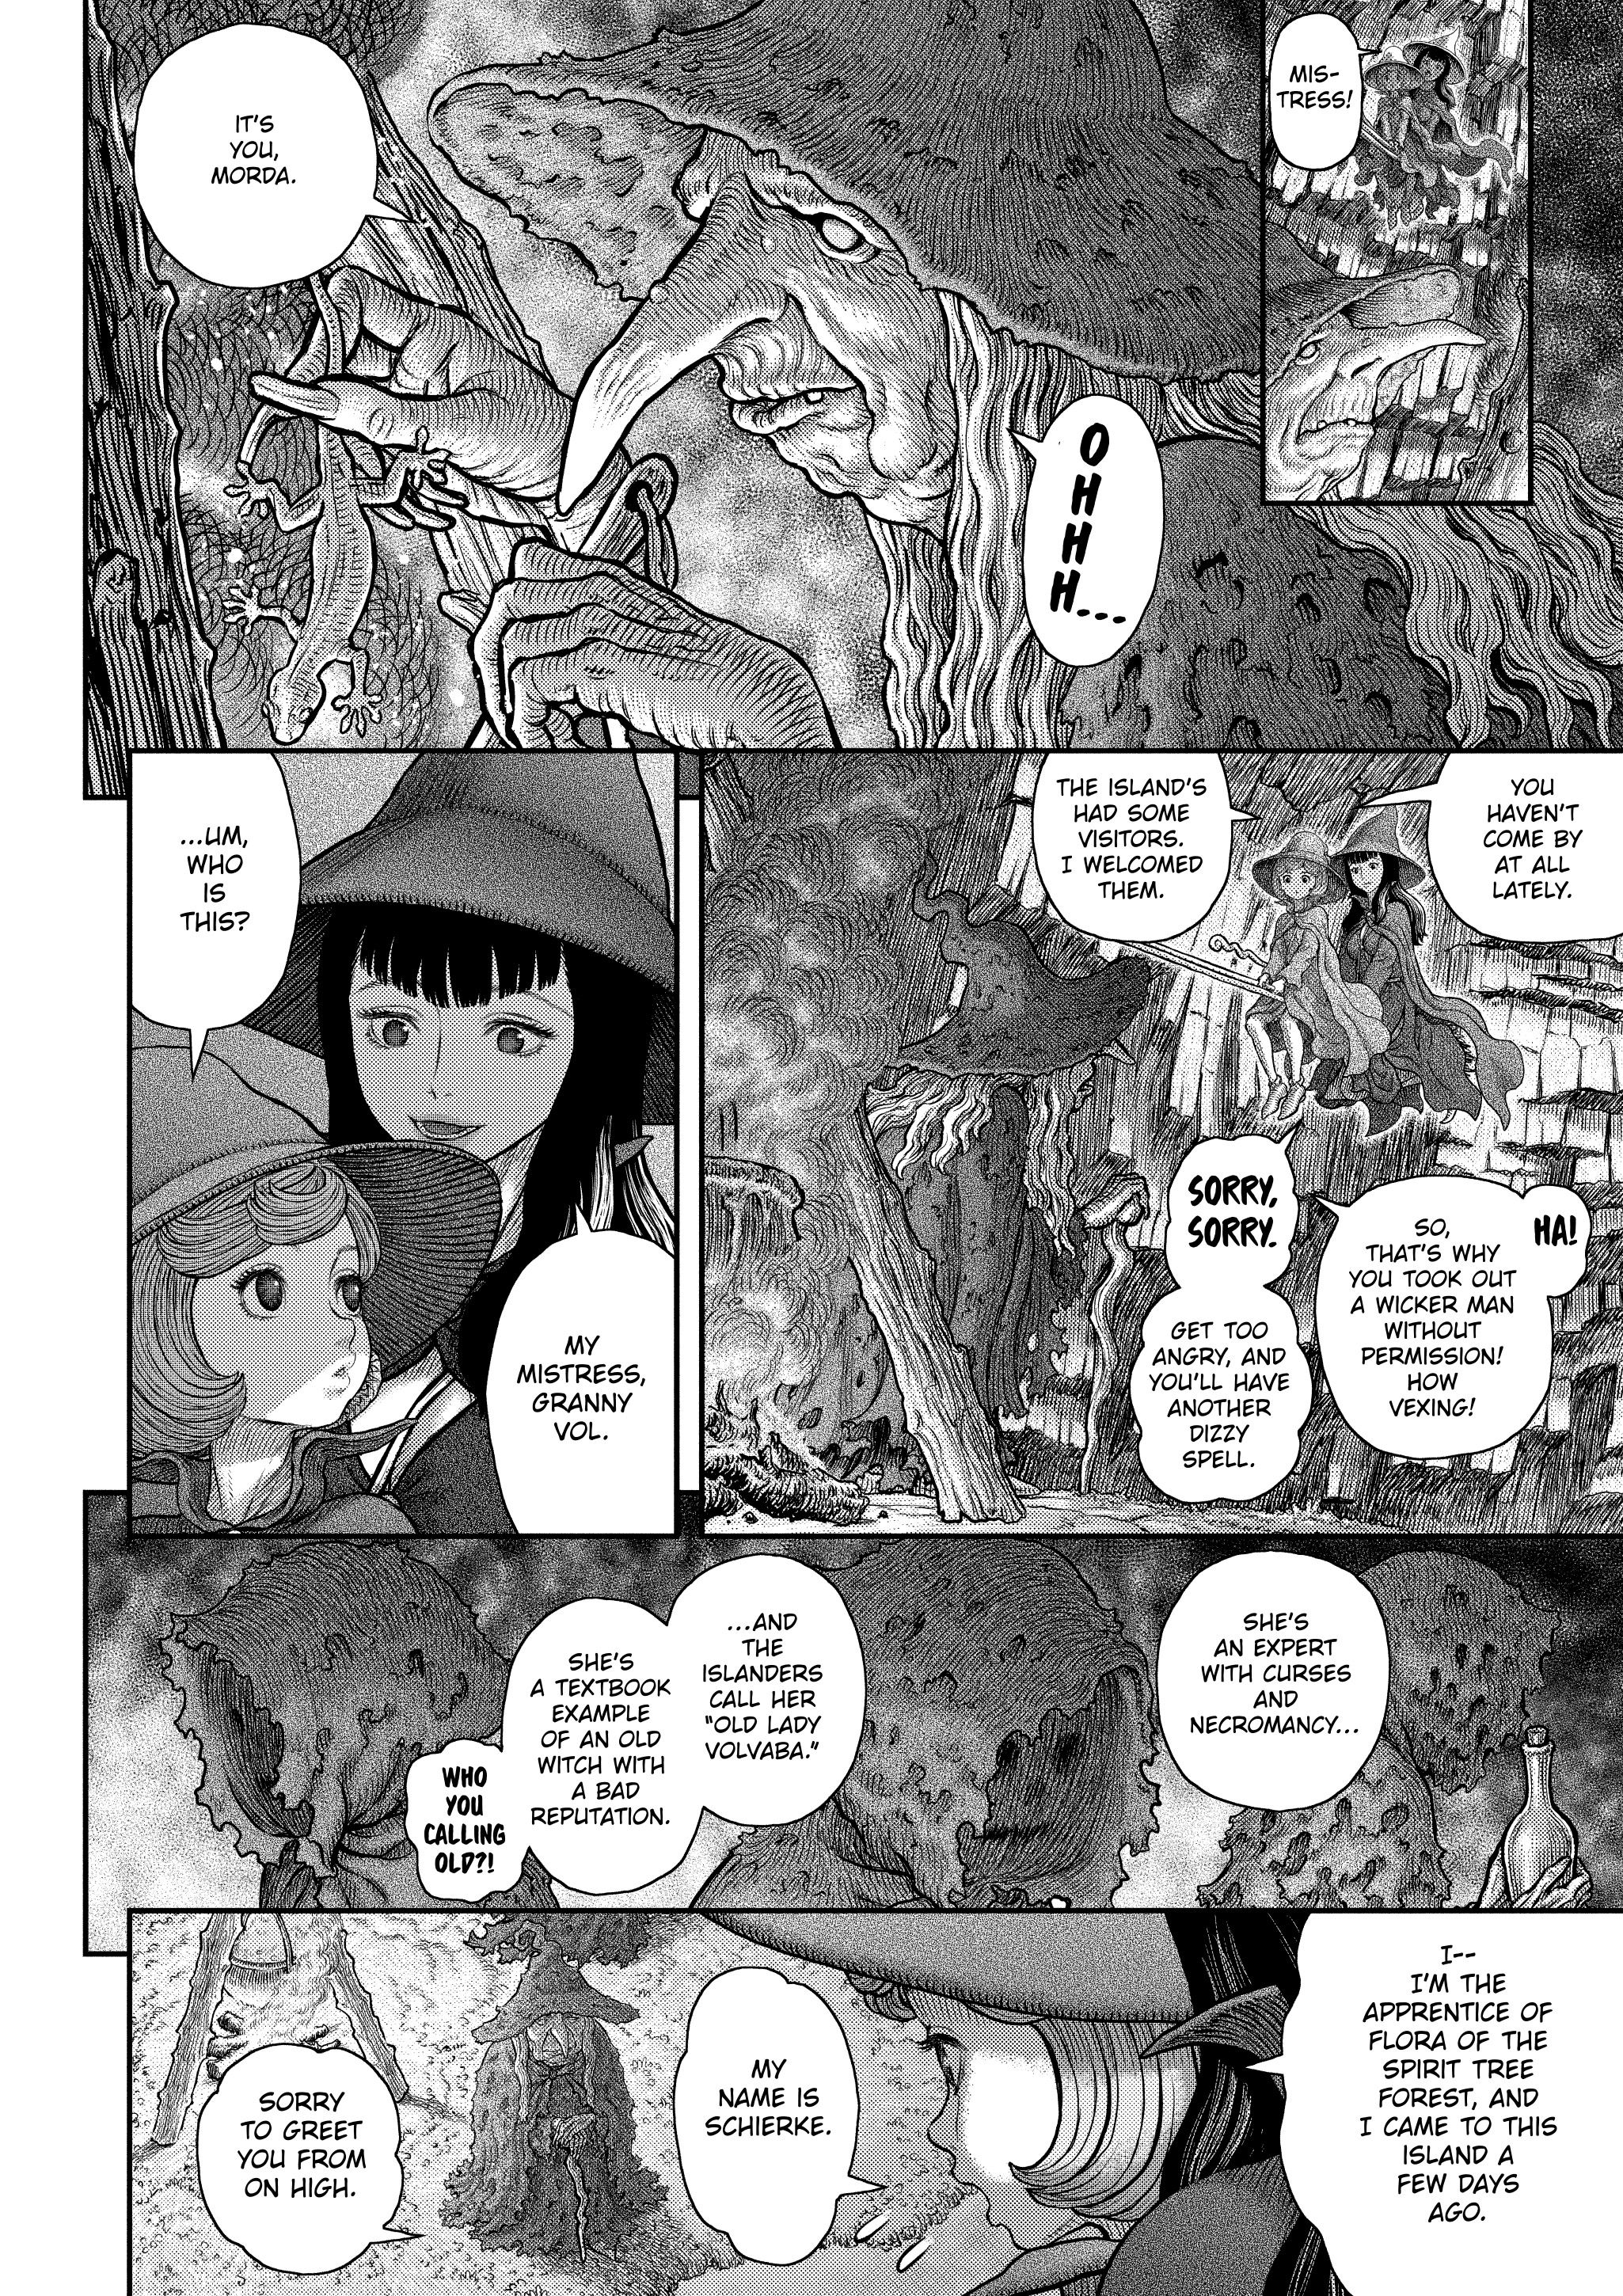 MIS-
TRESS!
OHHH...
IT'S
YOU,
MORDA.
YOU
HAVEN'T
COME BY
AT ALL
LATELY.
THE ISLAND'S
HAD SOME
VISITORS.
I WELCOMED
THEM.
HA!
SO,
THAT'S WHY
YOU TOOK OUT
A WICKER MAN
WITHOUT
PERMISSION!
HOW
VEXING!
SORRY,
SORRY.
GET TOO
ANGRY, AND
YOU'LL HAVE
ANOTHER
DIZZY
SPELL.
...UM,
WHO
IS
THIS?
MY
MISTRESS,
GRANNY
VOL.
SHE'S
AN EXPERT
WITH CURSES
AND
NECROMANCY...
...AND
THE
ISLANDERS
CALL HER
"OLD LADY
VOLVABA."
SHE'S
A TEXTBOOK
EXAMPLE
OF AN OLD
WITCH WITH
A BAD
REPUTATION.
WHO
YOU
CALLING
OLD?!
I--
I'M THE
APPRENTICE OF
FLORA OF THE
SPIRIT TREE
FOREST, AND
I CAME TO THIS
ISLAND A
FEW DAYS
AGO.
MY
NAME IS
SCHIERKE.
SORRY
TO GREET
YOU FROM
ON HIGH.